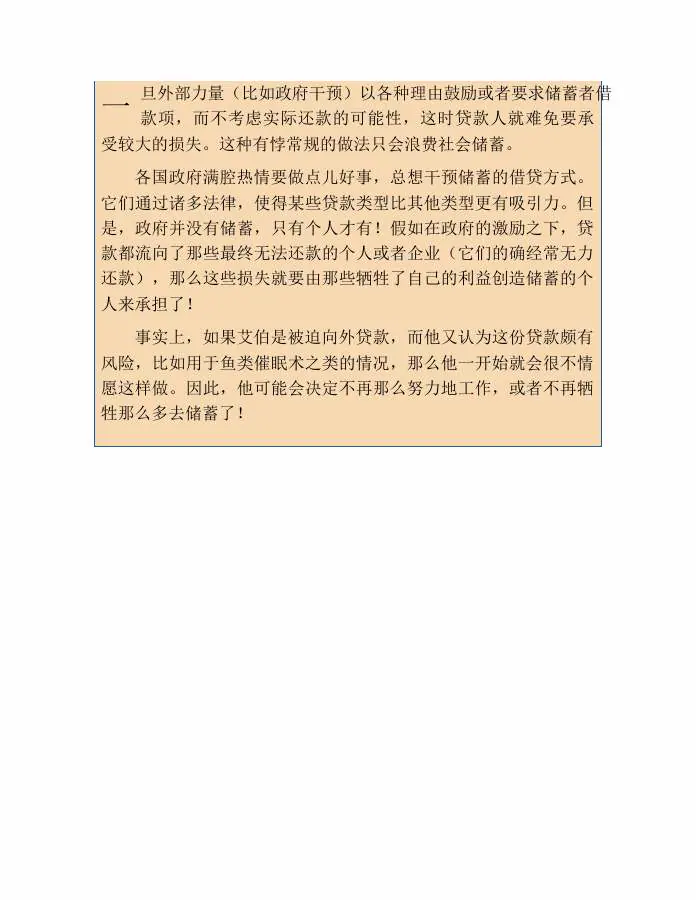 一 旦外部力量（比如政府干预）以各种理由鼓励或者要求储蓄者借
款项，而不考虑实际还款的可能性，这时贷款人就难免要承
受较大的损失。这种有悖常规的做法只会浪费社会储蓄。
各国政府满腔热情要做点儿好事，总想干预储蓄的借贷方式。
它们通过诸多法律，使得某些贷款类型比其他类型更有吸引力。但
是，政府并没有储蓄，只有个人才有！假如在政府的激励之下，贷
款都流向了那些最终无法还款的个人或者企业（它们的确经常无力
还款），那么这些损失就要由那些牺牲了自己的利益创造储蓄的个
人来承担了！
事实上，如果艾伯是被迫向外贷款，而他又认为这份贷款颇有
风险，比如用于鱼类催眠术之类的情况，那么他一开始就会很不情
愿这样做。因此，他可能会决定不再那么努力地工作，或者不再牺
牲那么多去储蓄了！